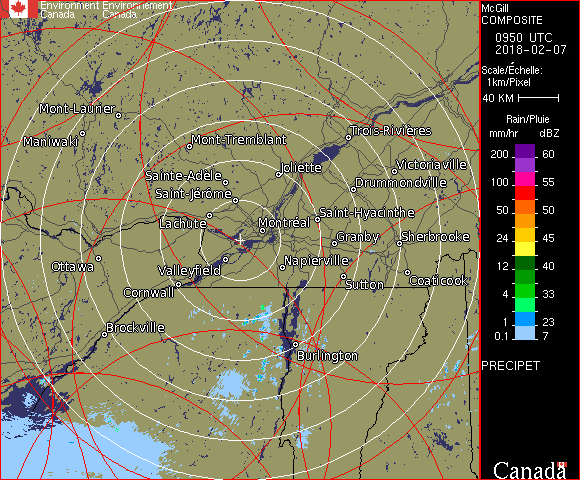 Environment Environnement
Canada Canada
McGill
COMPOSITE
0950 UTC
2018-02-07
Scale/Échelle:
1km/Pixel
40 KM
Rain/Pluie
mm/hr dBZ
200 60
150 57
100 55
50 50
24 45
12 40
4 33
1 23
0.1 7
PRECIPET
Canada
Mont-Laurier
Maniwaki
Mont-Tremblant
Trois-Rivières
Joliette
Victoriaville
Sainte-Adèle
Drummondville
Saint-Jérôme
Saint-Hyacinthe
Lachute
Montréal
Granby
Sherbrooke
Ottawa
Valleyfield
Napierville
Cornwall
Sutton
Coaticook
Brockville
Burlington